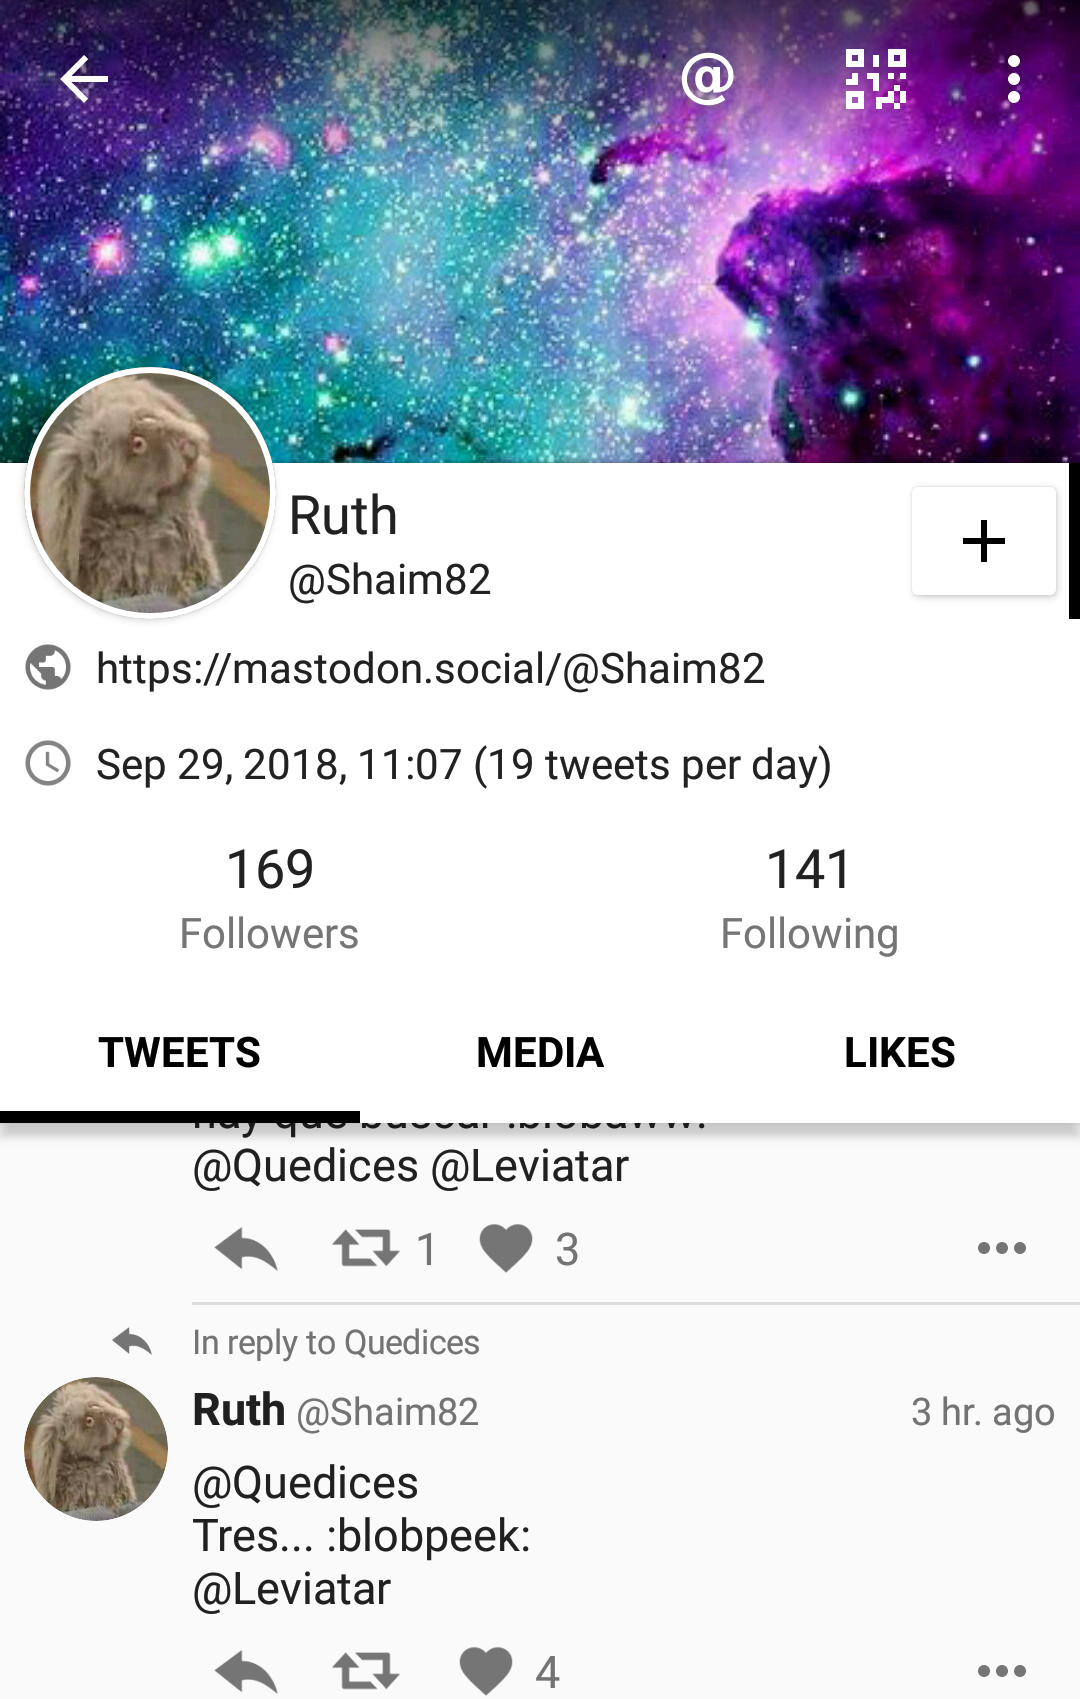 Ruth
@Shaim82
https://mastodon.social/@Shaim82
Sep 29, 2018, 11:07 (19 tweets per day)
169 141
Followers Following
TWEETS MEDIA LIKES
@Quedices @Leviatar
1 3
In reply to Quedices
Ruth @Shaim82 3 hr. ago
@Quedices
Tres... :blobpeek:
@Leviatar
4